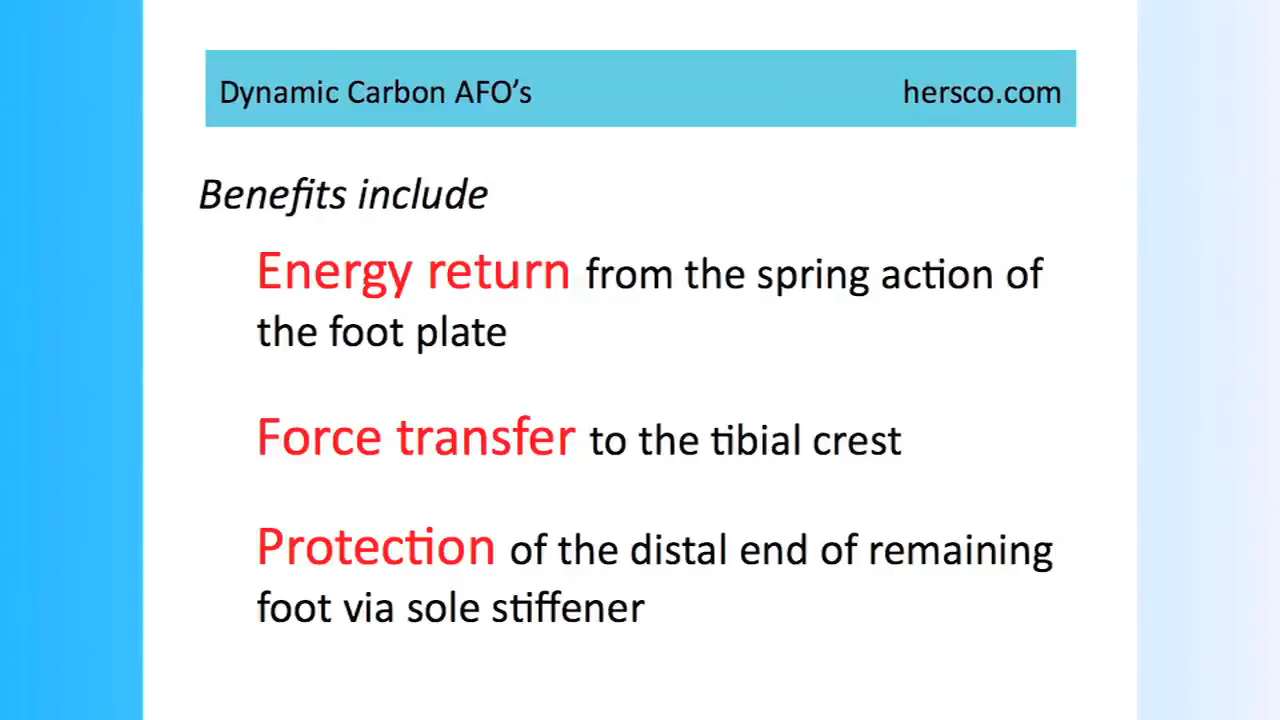 Dynamic Carbon AFO’s hersco.com
Benefits include
Energy return from the spring action of
the foot plate
Force transfer to the tibial crest
Protection of the distal end of remaining
foot via sole stiffener